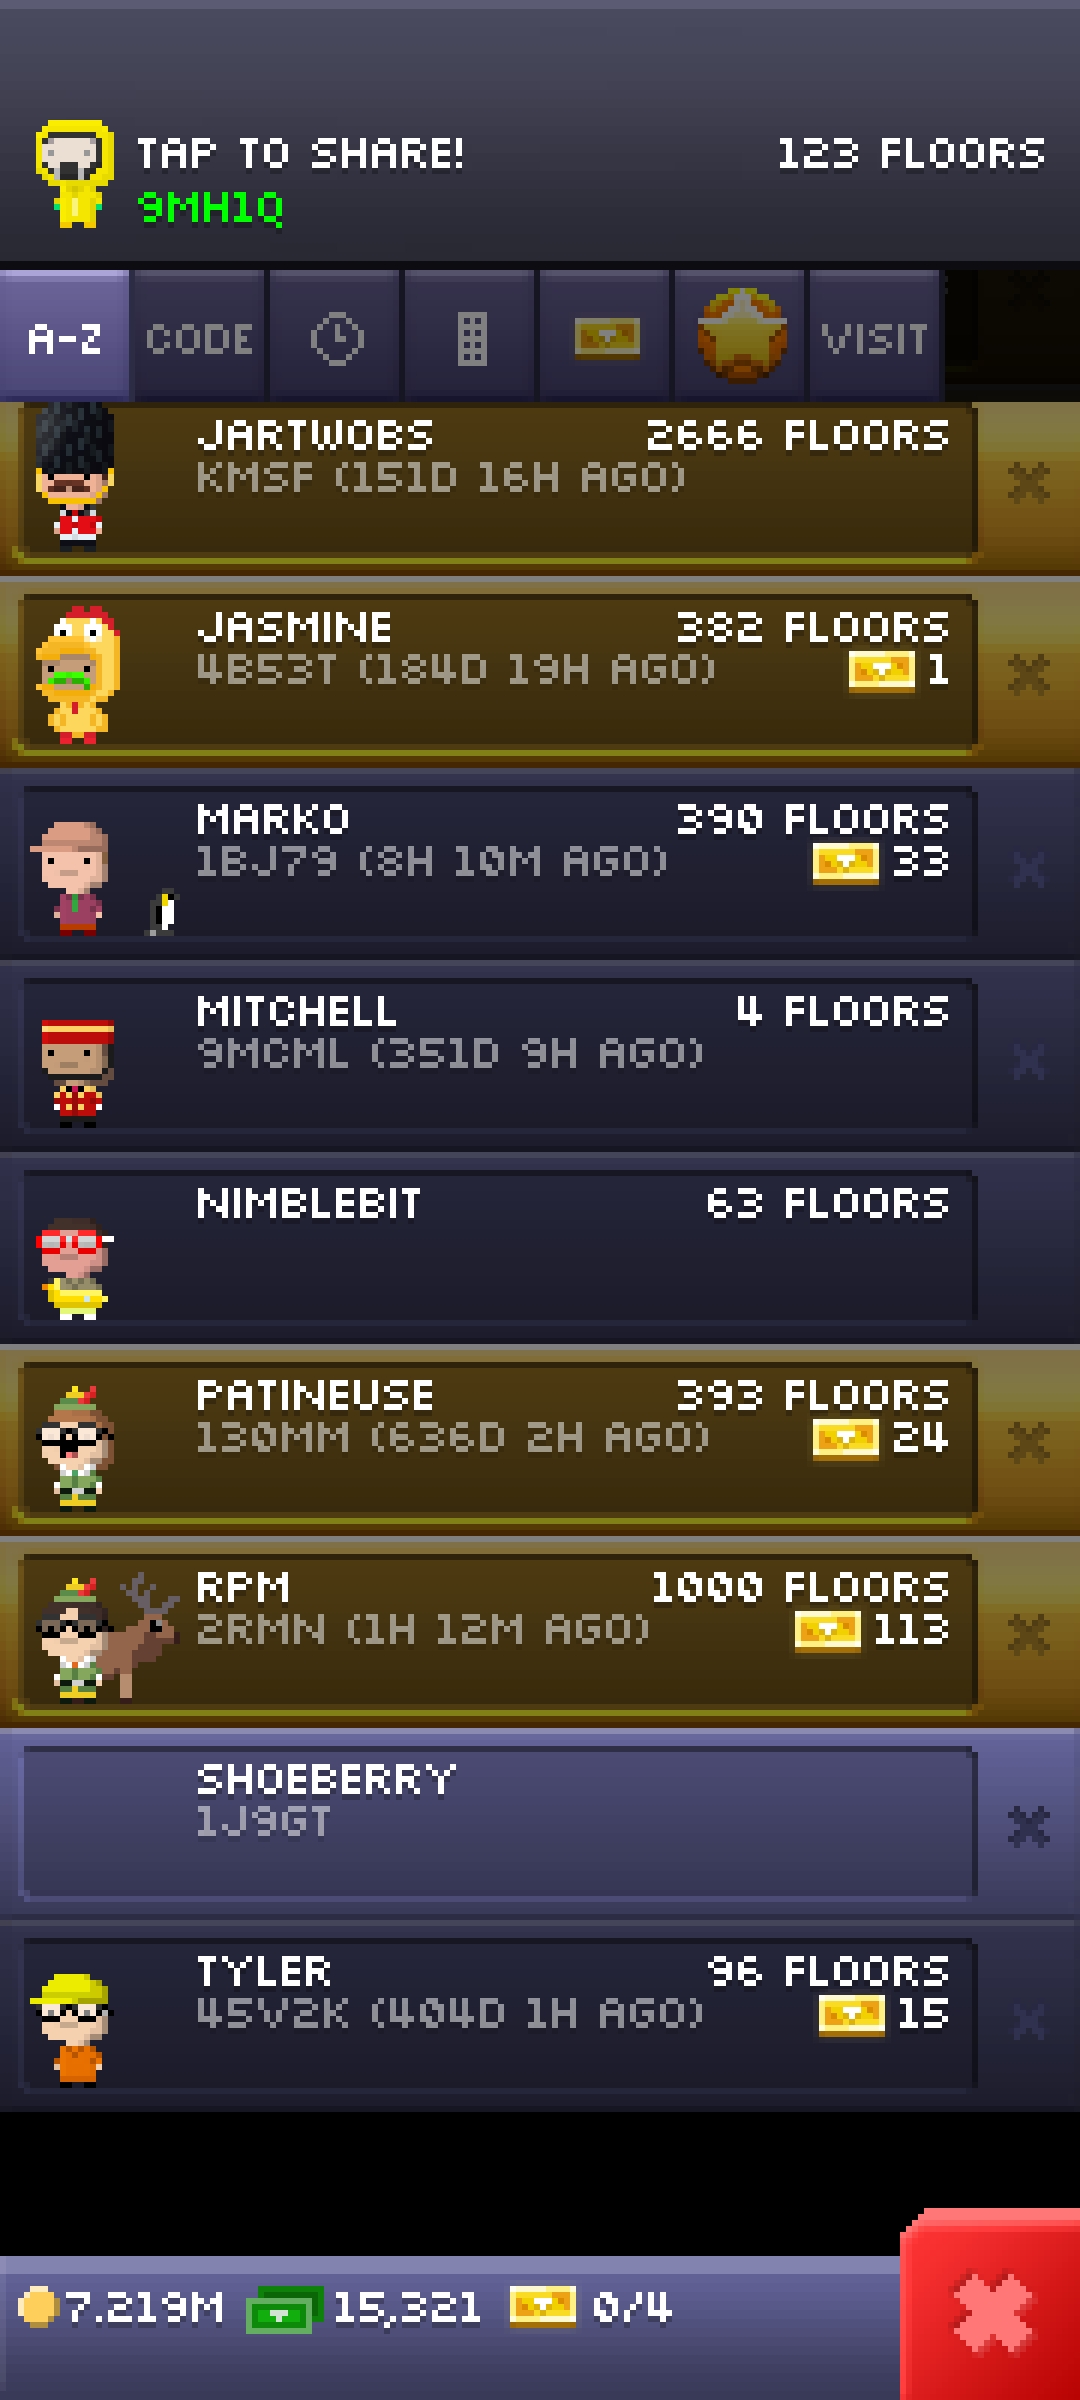 TAP TO SHARE!
123 FLOORS
9MH1Q
A-Z CODE VISIT
JARTWOBS 2666 FLOORS
KMSF (151D 16H AGO)
JASMINE 382 FLOORS
4B53T (184D 19H AGO) 1
MARKO 390 FLOORS
1BJ79 (8H 10M AGO) 33
MITCHELL 4 FLOORS
9MCML (351D 9H AGO)
NIMBLEBIT 63 FLOORS
PATINEUSE 393 FLOORS
130MM (636D 2H AGO) 24
RPM 1000 FLOORS
2RMN (1H 12M AGO) 113
SHOEBERRY
1J9GT
TYLER 96 FLOORS
45V2K (404D 1H AGO) 15
7.219M 15,321 0/4